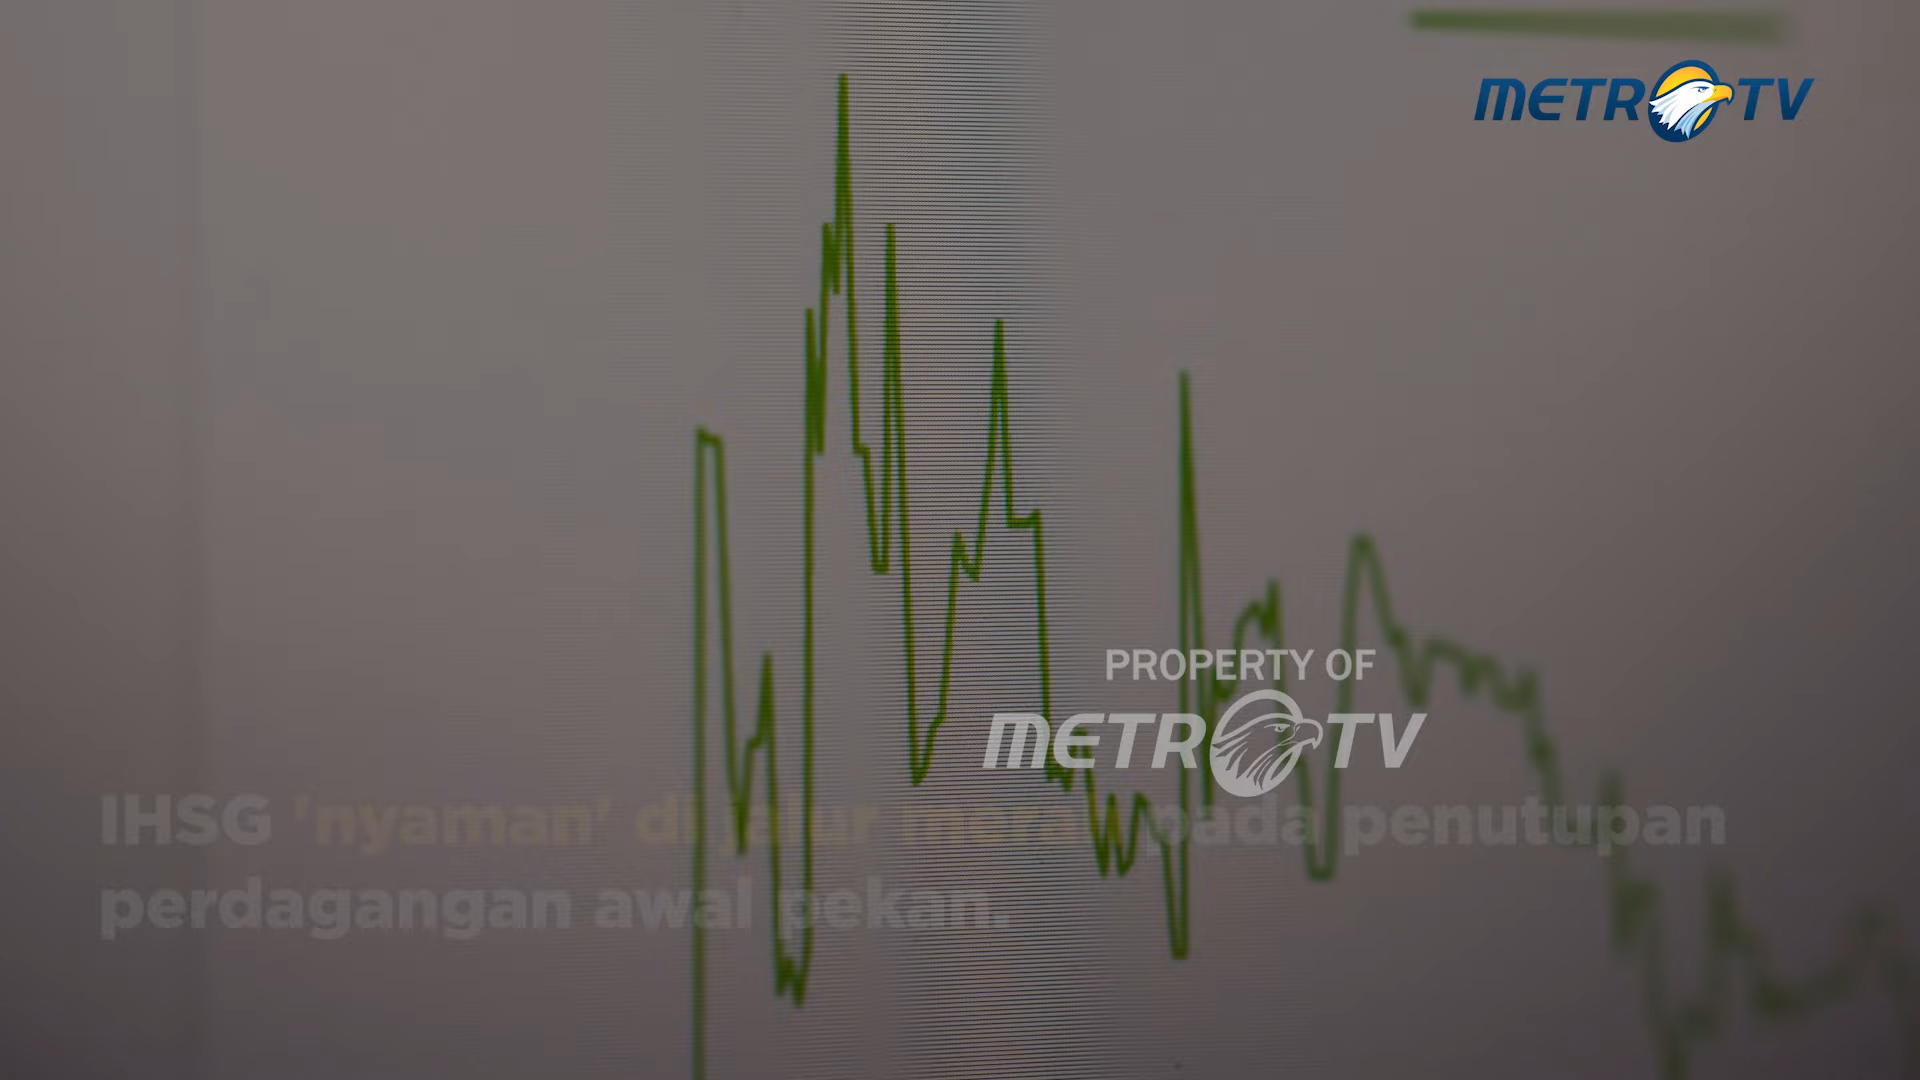 METRO TV
PROPERTY OF
METRO TV
IHSG 'nyaman' di jalur merah pada penutupan
perdagangan awal pekan.